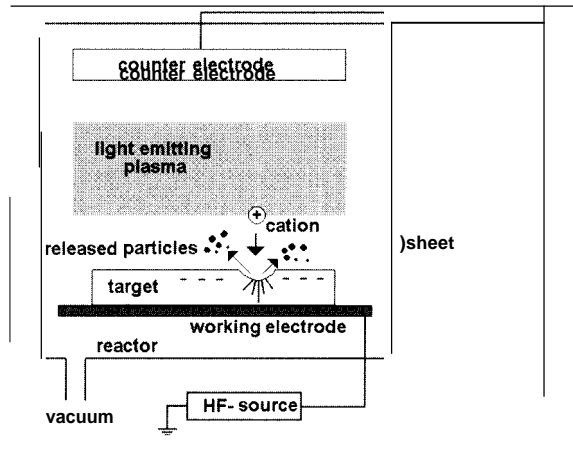 counter electrode
counter electrode
light emitting
plasma
+
cation
released particles
)sheet
target
working electrode
reactor
HF- source
vacuum